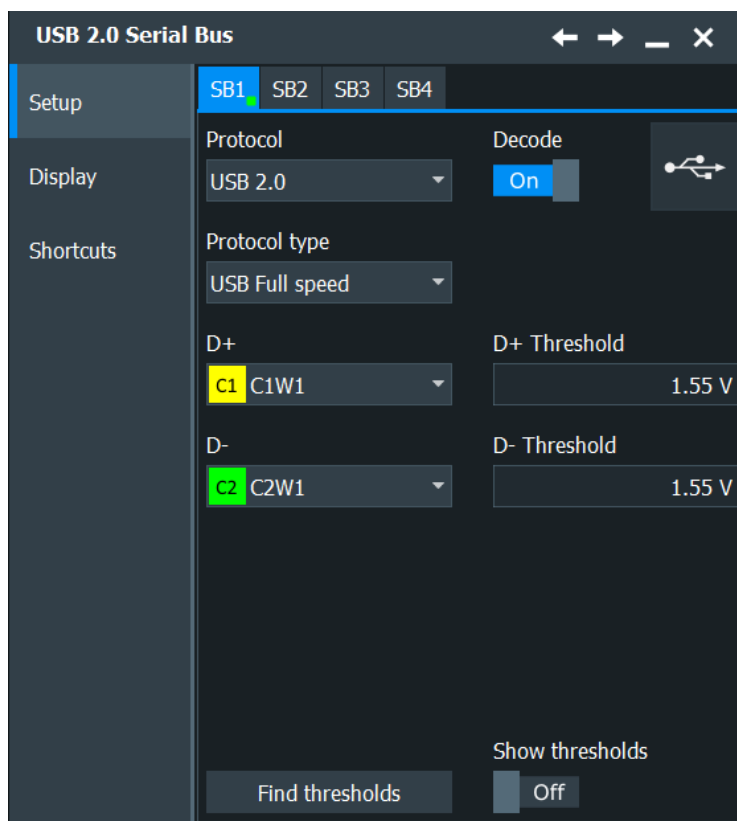 USB 2.0 Serial Bus
Setup
Display
Shortcuts
SB1 SB2 SB3 SB4
Protocol Decode
USB 2.0 On
Protocol type
USB Full speed
D+ D+ Threshold
C1 C1W1 1.55 V
D- D- Threshold
C2 C2W1 1.55 V
Show thresholds
Find thresholds Off